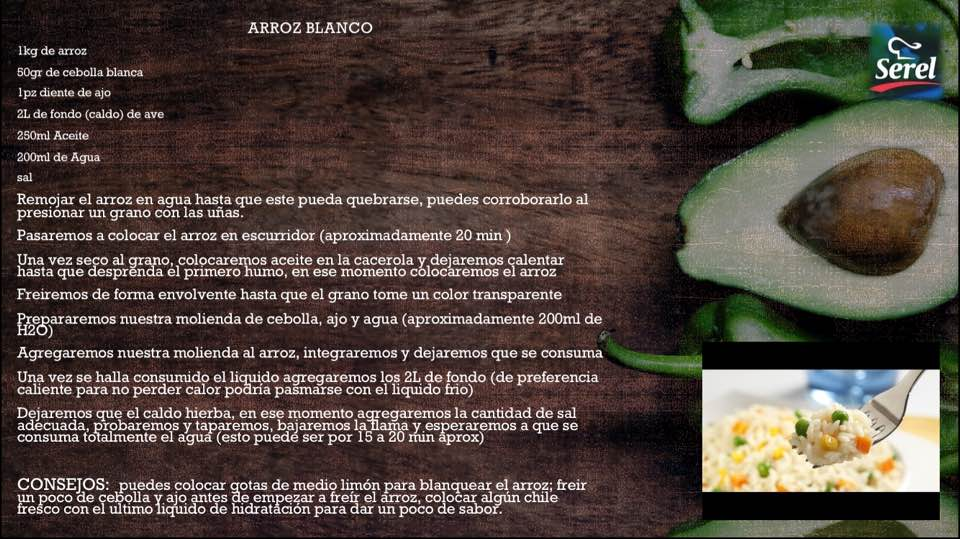 ARROZ BLANCO
Serel
1kg de arroz
50gr de cebolla blanca
1pz diente de ajo
2L de fondo (caldo) de ave
250ml Aceite
200ml de Agua
sal
Remojar el arroz en agua hasta que este pueda quebrarse, puedes corroborarlo al
presionar un grano con las uñas.
Pasaremos a colocar el arroz en escurridor (aproximadamente 20 min )
Una vez seco al grano, colocaremos aceite en la cacerola y dejaremos calentar
hasta que desprenda el primero humo, en ese momento colocaremos el arroz
Freiremos de forma envolvente hasta que el grano tome un color transparente
Prepararemos nuestra molienda de cebolla, ajo y agua (aproximadamente 200ml de
H2O)
Agregaremos nuestra molienda al arroz, integraremos y dejaremos que se consuma
Una vez se halla consumido el liquido agregaremos los 2L de fondo (de preferencia
caliente para no perder calor podría pasmarse con el liquido frio)
Dejaremos que el caldo hierba, en ese momento agregaremos la cantidad de sal
adecuada, probaremos y taparemos, bajaremos la flama y esperaremos a que se
consuma totalmente el agua (esto puede ser por 15 a 20 min aprox)
CONSEJOS: puedes colocar gotas de medio limón para blanquear el arroz; freir
un poco de cebolla y ajo antes de empezar a freír el arroz, colocar algún chile
fresco con el ultimo liquido de hidratación para dar un poco de sabor.